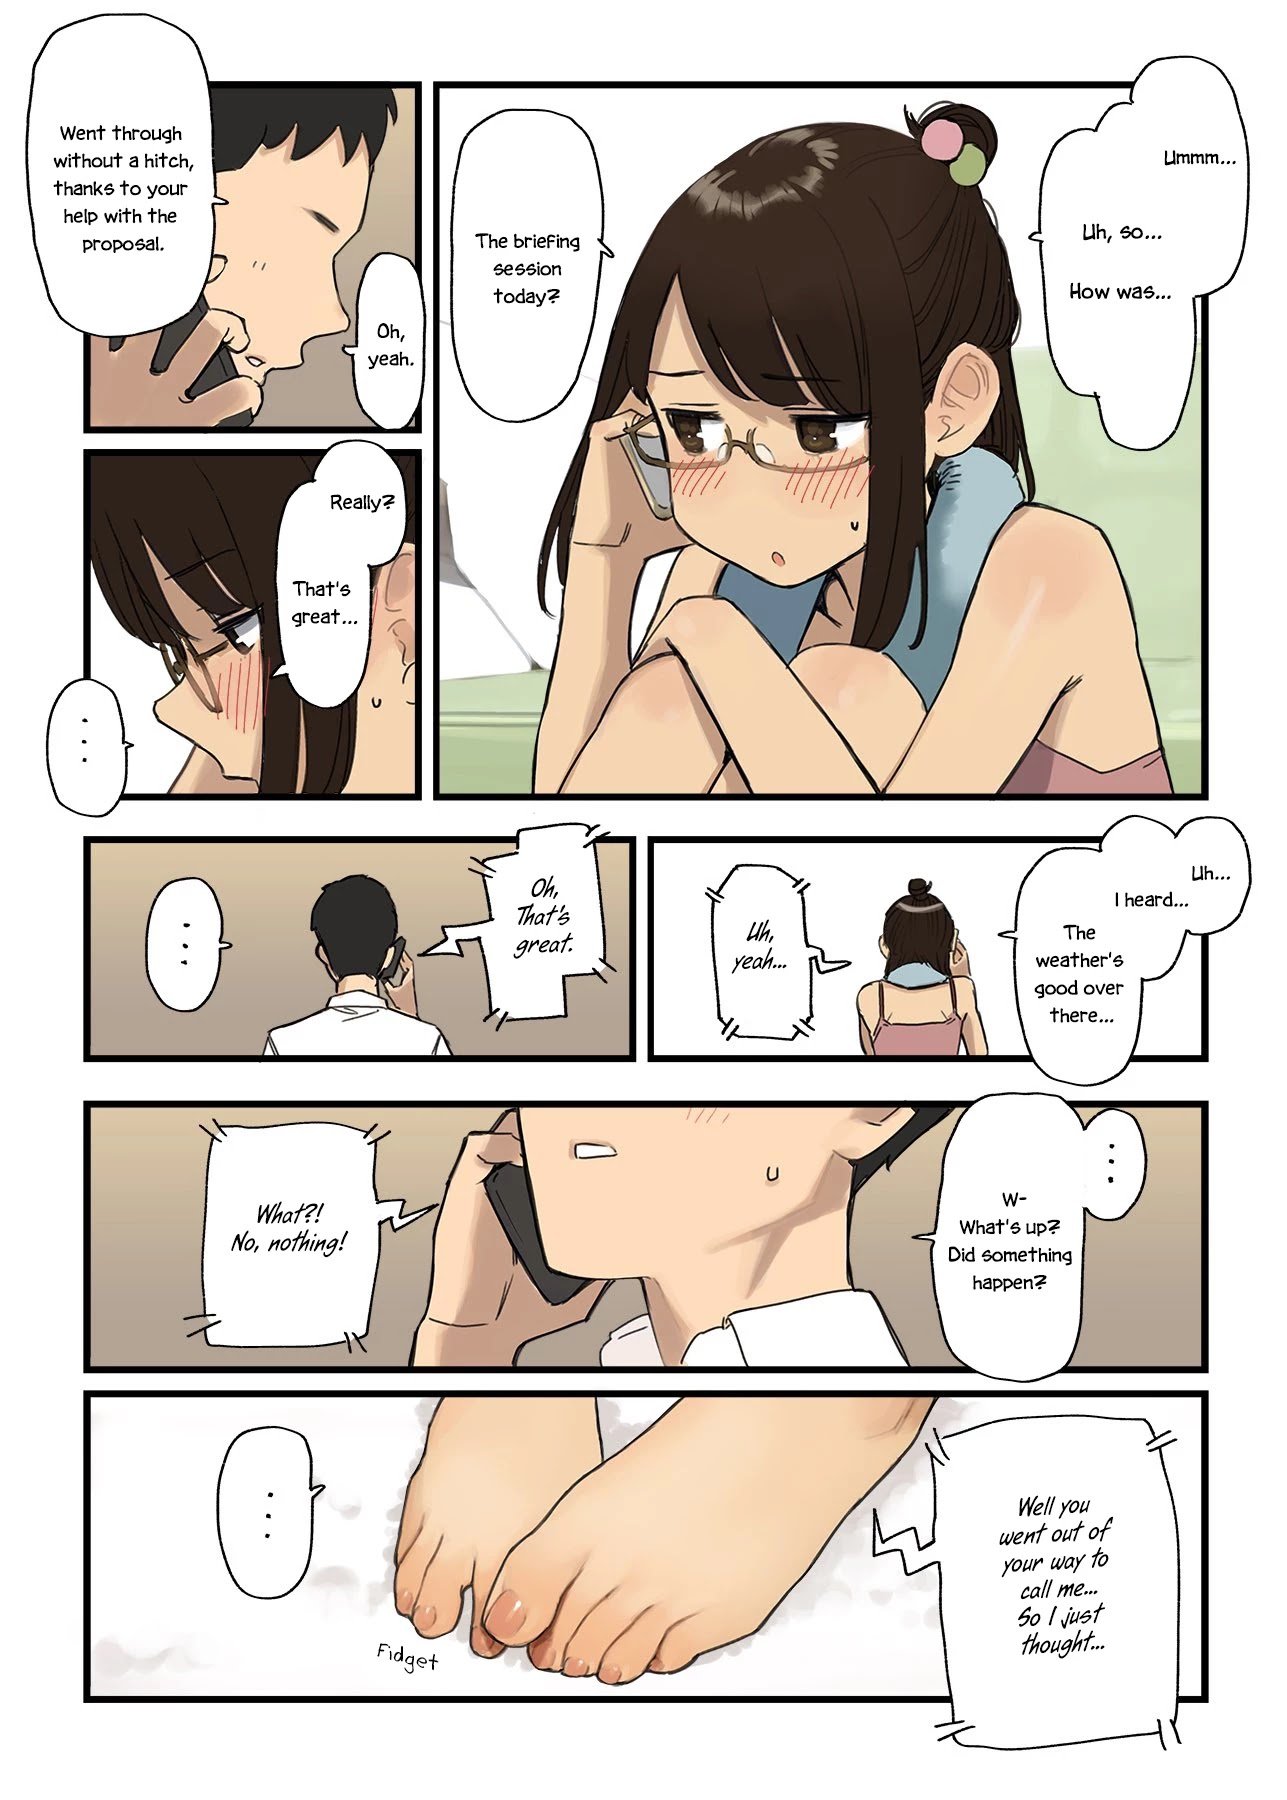 Ummm...
Uh, so...
How was...
The briefing
session
today?
Oh,
yeah.
Went through
without a hitch,
thanks to your
help with the
proposal.
Really?
That's
great...
...
Uh...
I heard...
The
weather's
good over
there...
Uh,
yeah...
Oh,
That's
great.
...
...
W-
What's up?
Did something
happen?
What?!
No, nothing!
Well you
went out of
your way to
call me...
So I just
thought...
Fidget
...